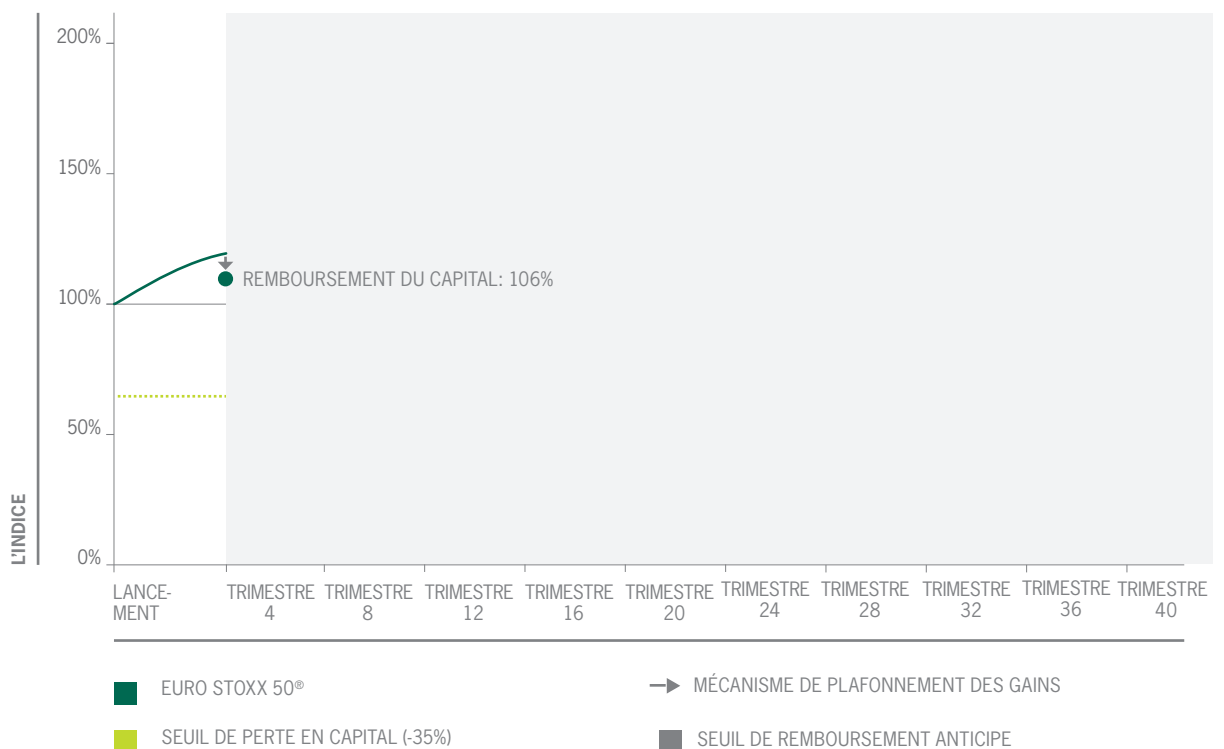 200%
150%
REMBOURSEMENT DU CAPITAL: 106%
100%
50%
0%
L'INDICE
LANCE-
MENT
TRIMESTRE
4
TRIMESTRE
8
TRIMESTRE
12
TRIMESTRE
16
TRIMESTRE
20
TRIMESTRE
24
TRIMESTRE
28
TRIMESTRE
32
TRIMESTRE
36
TRIMESTRE
40
EURO STOXX 50®
MÉCANISME DE PLAFONNEMENT DES GAINS
SEUIL DE PERTE EN CAPITAL (-35%)
SEUIL DE REMBOURSEMENT ANTICIPE